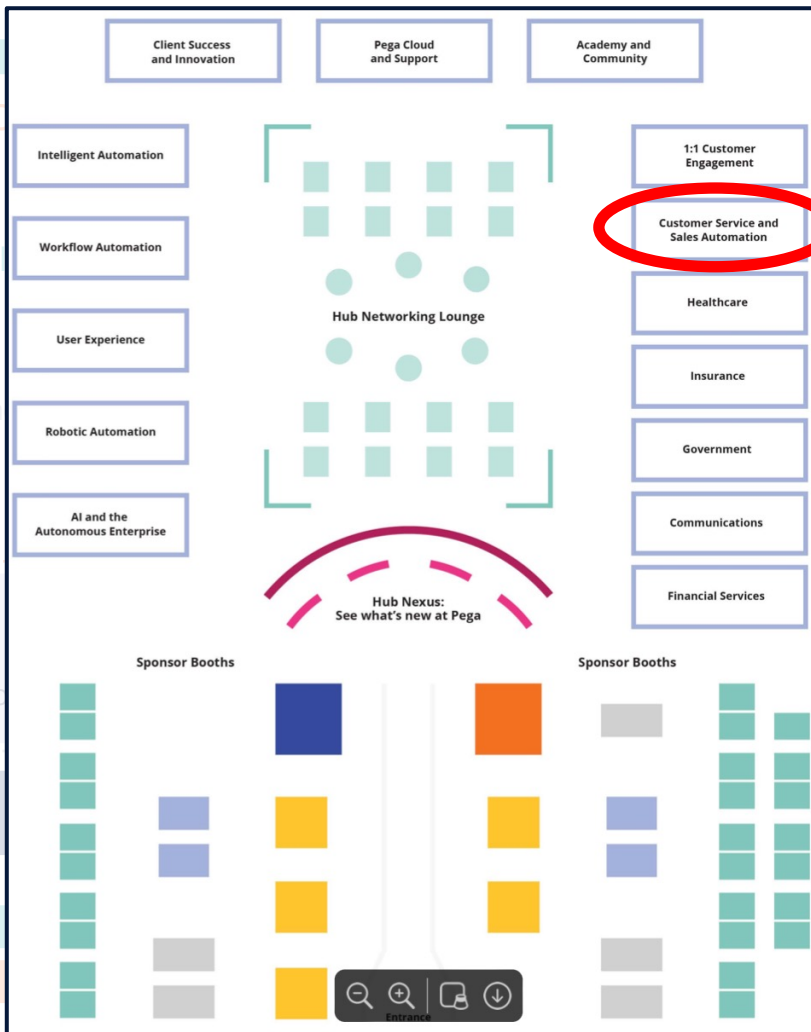 Client Success
and Innovation
Pega Cloud
and Support
Academy and
Community
Intelligent Automation
Workflow Automation
User Experience
Robotic Automation
AI and the
Autonomous Enterprise
Hub Networking Lounge
1:1 Customer
Engagement
Customer Service and
Sales Automation
Healthcare
Insurance
Government
Communications
Financial Services
Hub Nexus:
See what's new at Pega
Sponsor Booths
Sponsor Booths
Entrance